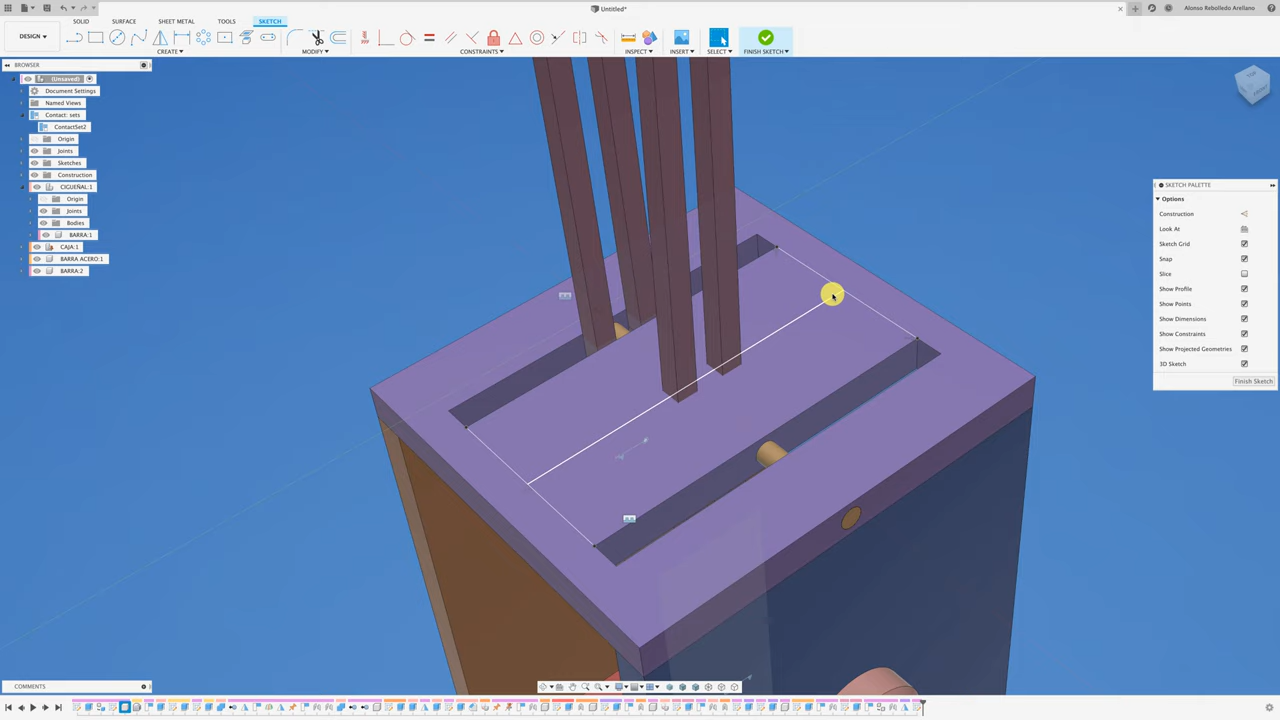 Untitled*
Alonso Rebolledo Arellano
SOLID SURFACE SHEET METAL TOOLS SKETCH
DESIGN
CREATE MODIFY CONSTRAINTS INSPECT INSERT SELECT FINISH SKETCH
BROWSER
(Unsaved)
Document Settings
Named Views
Contact: sets
ContactSet2
Origin
Joints
Sketches
Construction
CIGUEÑAL:1
Origin
Joints
Bodies
BARRA:1
CAJA:1
BARRA ACERO:1
BARRA:2
TOP
SKETCH PALETTE
Options
Construction
Look At
Sketch Grid
Snap
Slice
Show Profile
Show Points
Show Dimensions
Show Constraints
Show Projected Geometries
3D Sketch
Finish Sketch
COMMENTS